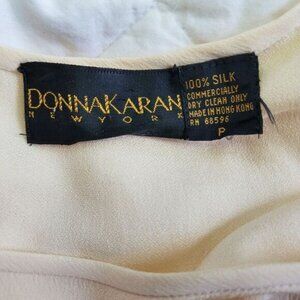 DONNAKARAN
NEW YORK
100% SILK
COMMERCIALLY
DRY CLEAN ONLY
MADE IN HONG KONG
RN 68596
P